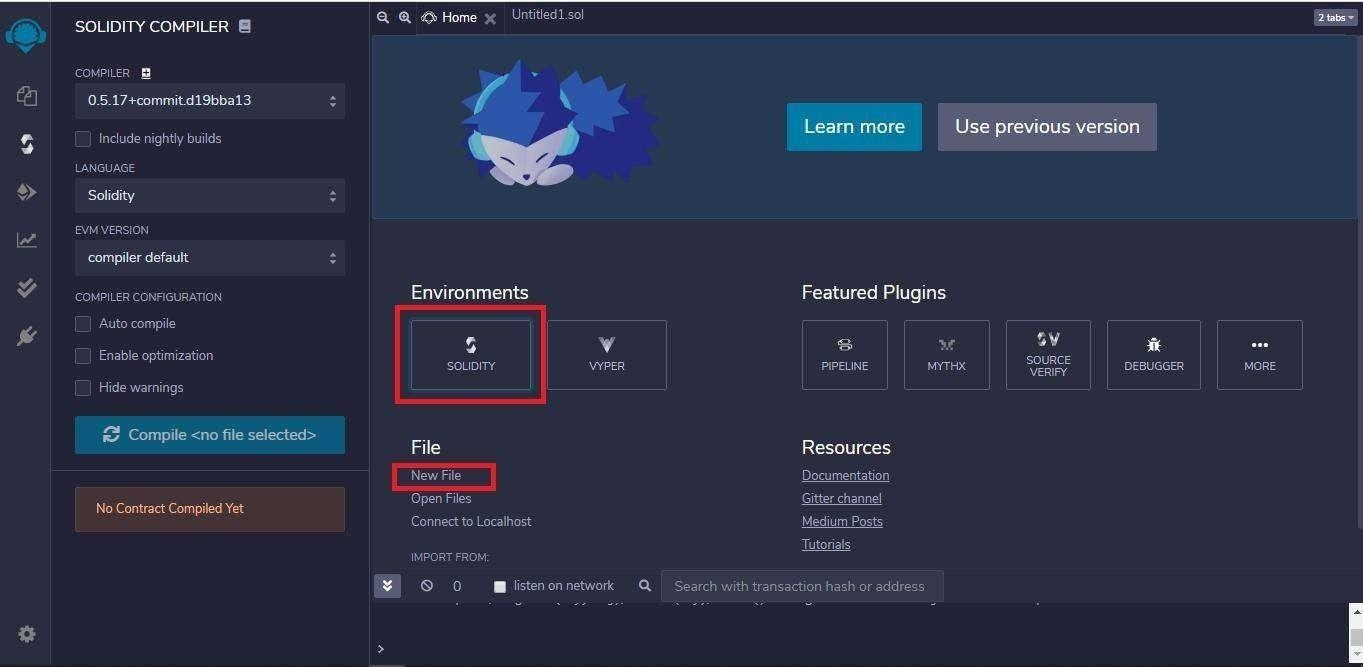 SOLIDITY COMPILER
COMPILER
0.5.17+commit.d19bba13
Include nightly builds
LANGUAGE
Solidity
EVM VERSION
compiler default
COMPILER CONFIGURATION
Auto compile
Enable optimization
Hide warnings
Compile <no file selected>
No Contract Compiled Yet
Home
Untitled1.sol
2 tabs
Learn more
Use previous version
Environments
SOLIDITY
VYPER
Featured Plugins
PIPELINE
MYTHX
SOURCE
VERIFY
DEBUGGER
MORE
File
New File
Open Files
Connect to Localhost
IMPORT FROM:
Resources
Documentation
Gitter channel
Medium Posts
Tutorials
0
listen on network
Search with transaction hash or address
>